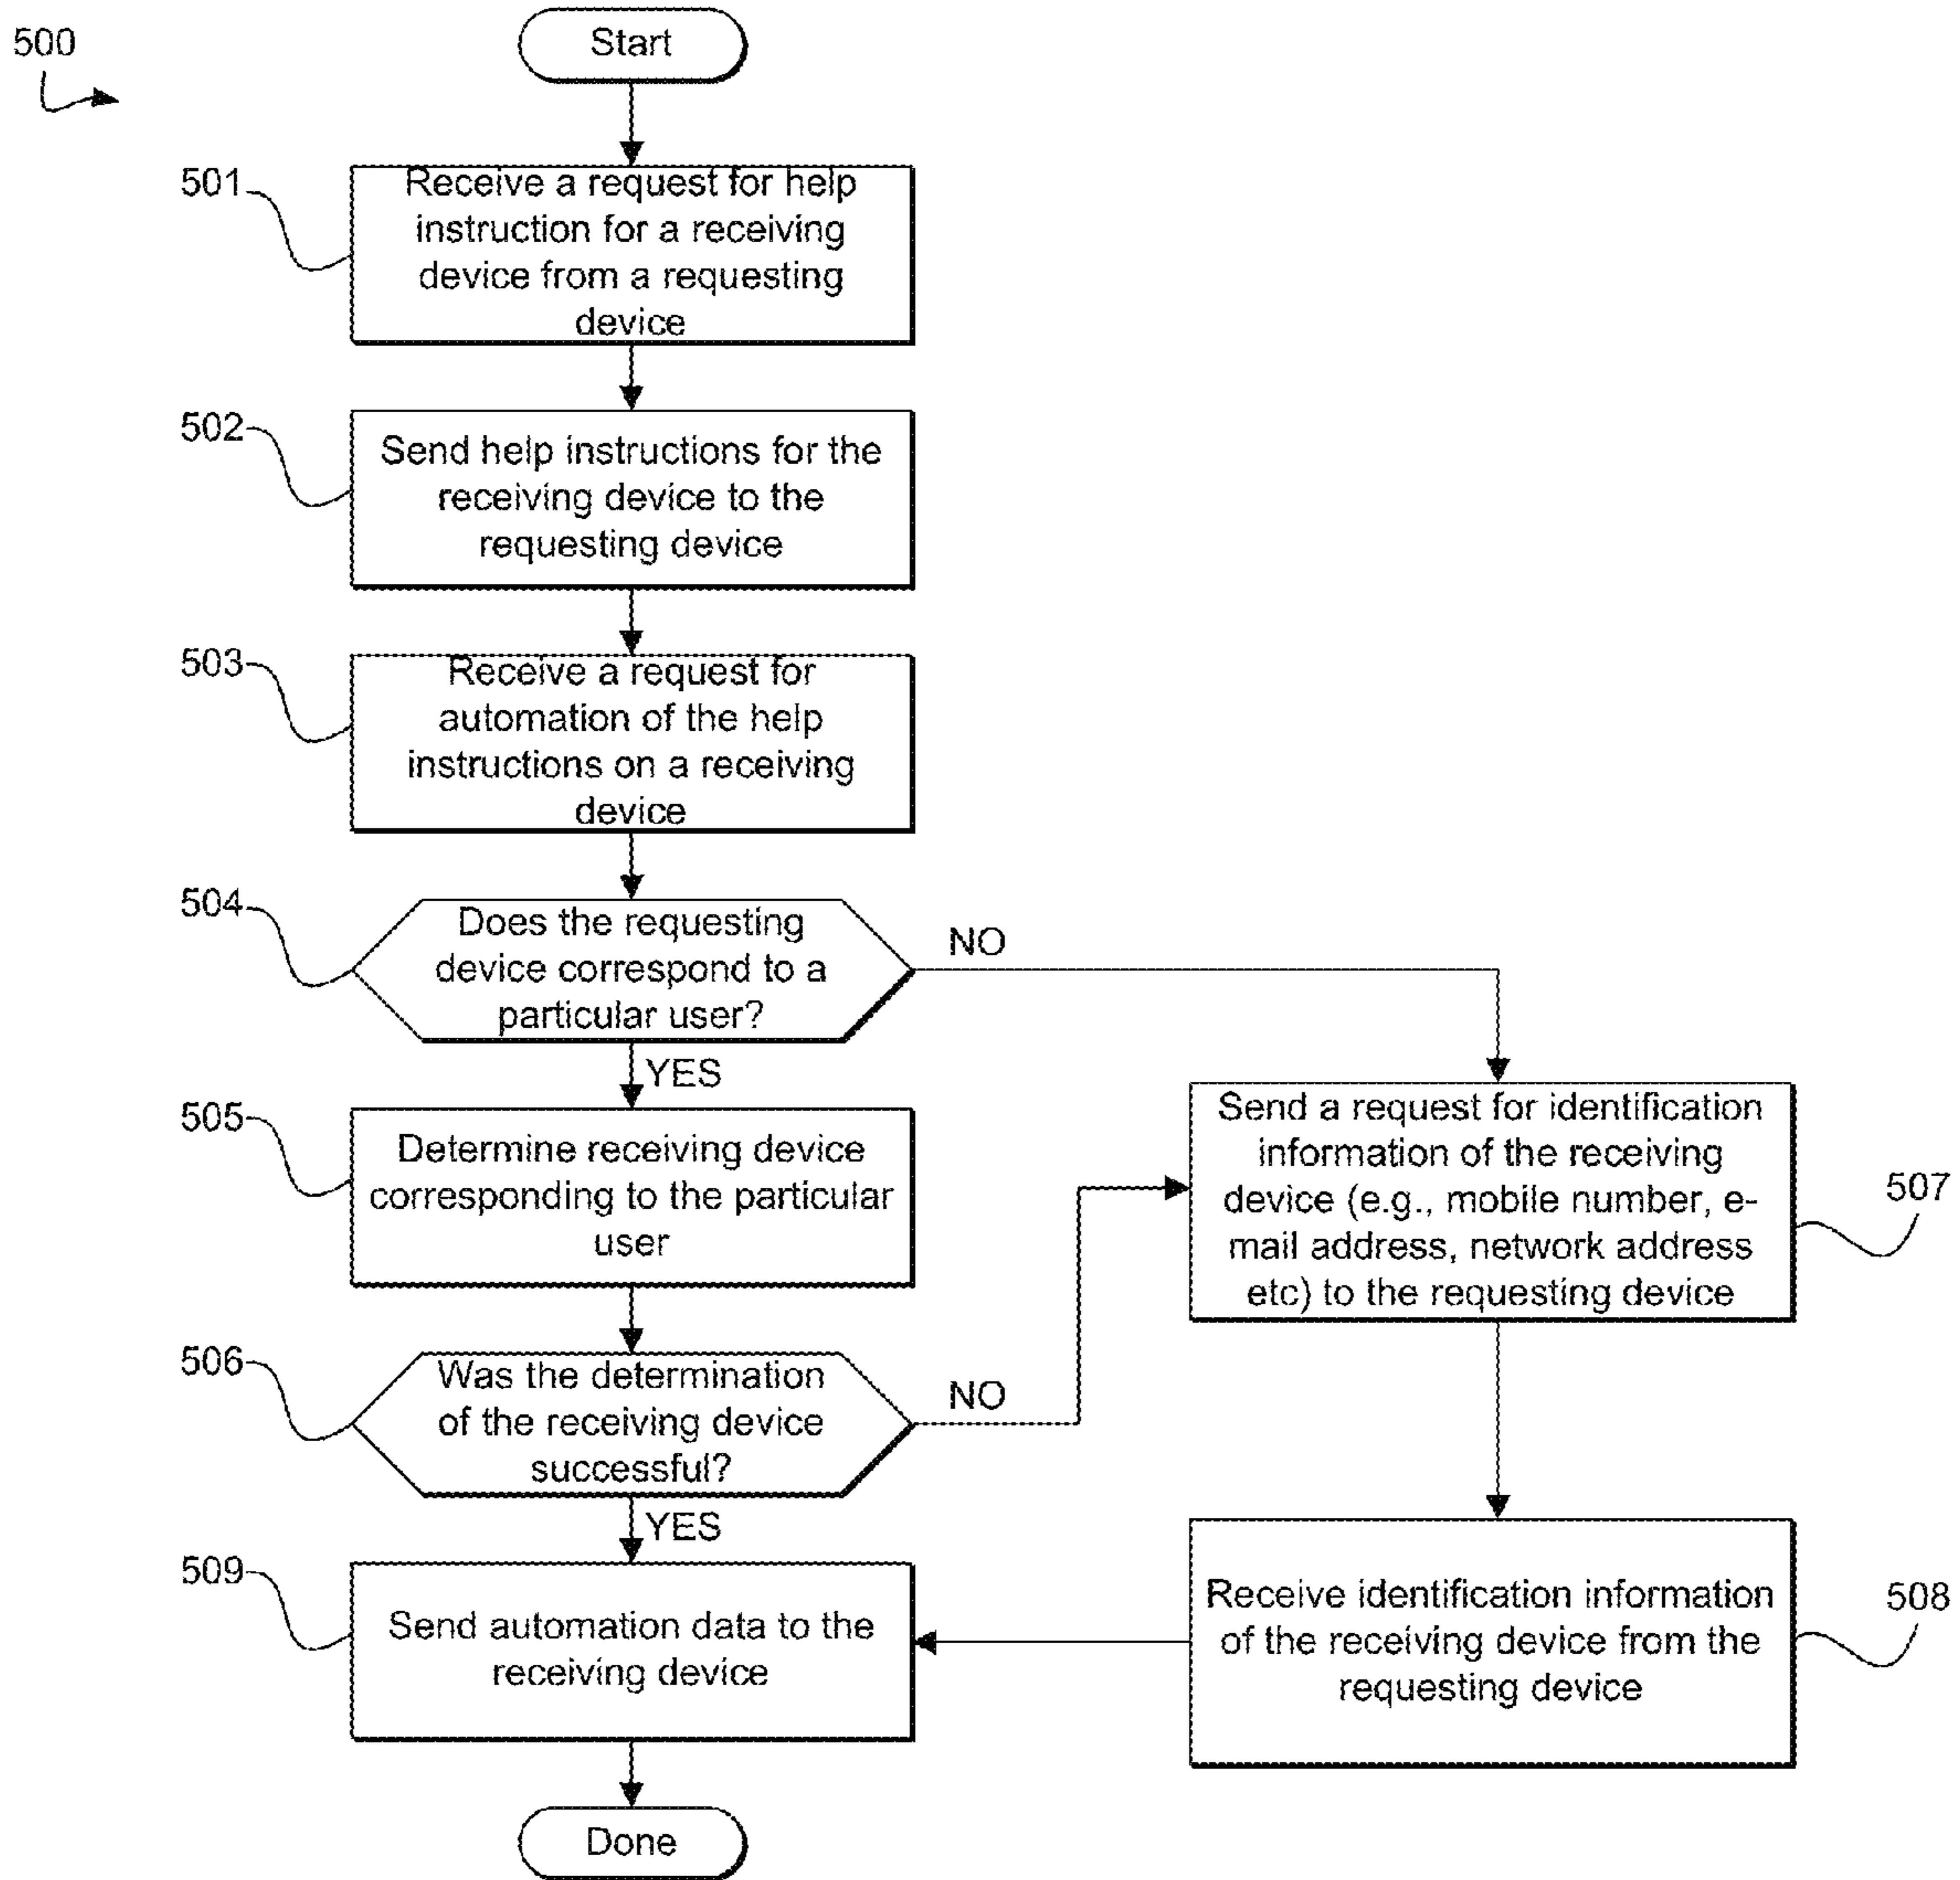 500
Start
501
Receive a request for help
instruction for a receiving
device from a requesting
device
502
Send help instructions for the
receiving device to the
requesting device
503
Receive a request for
automation of the help
instructions on a receiving
device
504
Does the requesting
device correspond to a
particular user?
NO
YES
505
Determine receiving device
corresponding to the particular
user
506
Was the determination
of the receiving device
successful?
NO
YES
507
Send a request for identification
information of the receiving
device (e.g., mobile number, e-
mail address, network address
etc) to the requesting device
508
Receive identification information
of the receiving device from the
requesting device
509
Send automation data to the
receiving device
Done